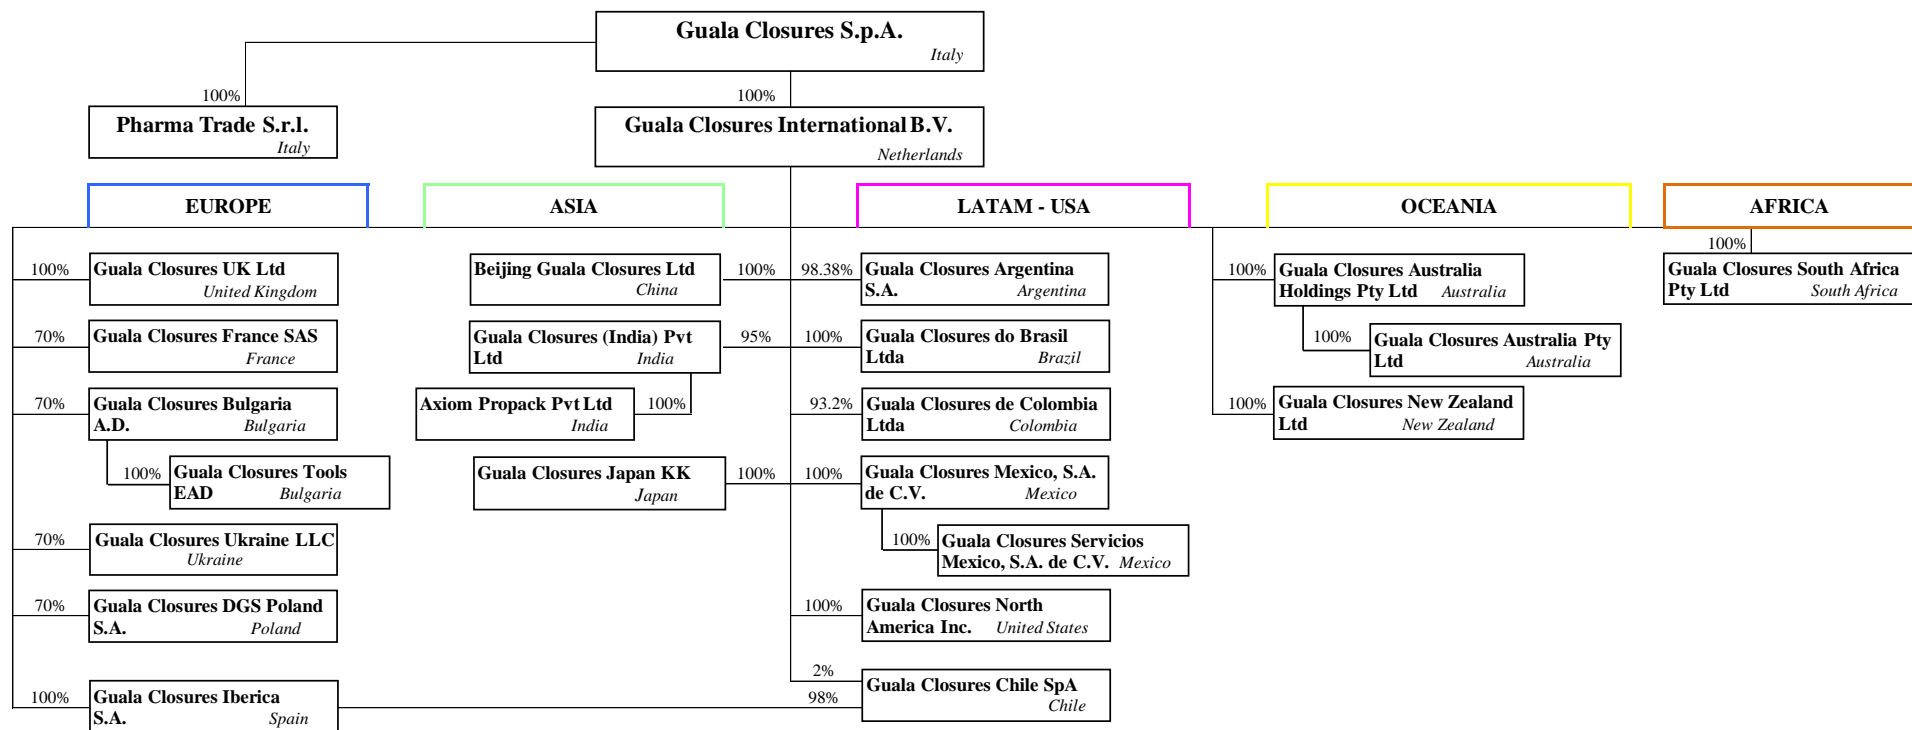 Guala Closures S.p.A.
Italy
100%
100%
Pharma Trade S.r.l.
Italy
Guala Closures International B.V.
Netherlands
EUROPE
ASIA
LATAM - USA
OCEANIA
AFRICA
100%
Guala Closures UK Ltd
United Kingdom
70%
Guala Closures France SAS
France
70%
Guala Closures Bulgaria
A.D. Bulgaria
100%
Guala Closures Tools
EAD Bulgaria
70%
Guala Closures Ukraine LLC
Ukraine
70%
Guala Closures DGS Poland
S.A. Poland
100%
Guala Closures Iberica
S.A. Spain
Beijing Guala Closures Ltd
China
100%
Guala Closures (India) Pvt
Ltd India
95%
Axiom Propack Pvt Ltd
India
100%
Guala Closures Japan KK
Japan
100%
98.38%
Guala Closures Argentina
S.A. Argentina
100%
Guala Closures do Brasil
Ltda Brazil
93.2%
Guala Closures de Colombia
Ltda Colombia
100%
Guala Closures Mexico, S.A.
de C.V. Mexico
100%
Guala Closures Servicios
Mexico, S.A. de C.V. Mexico
100%
Guala Closures North
America Inc. United States
2%
98%
Guala Closures Chile SpA
Chile
100%
Guala Closures Australia
Holdings Pty Ltd Australia
100%
Guala Closures Australia Pty
Ltd Australia
100%
Guala Closures New Zealand
Ltd New Zealand
100%
Guala Closures South Africa
Pty Ltd South Africa